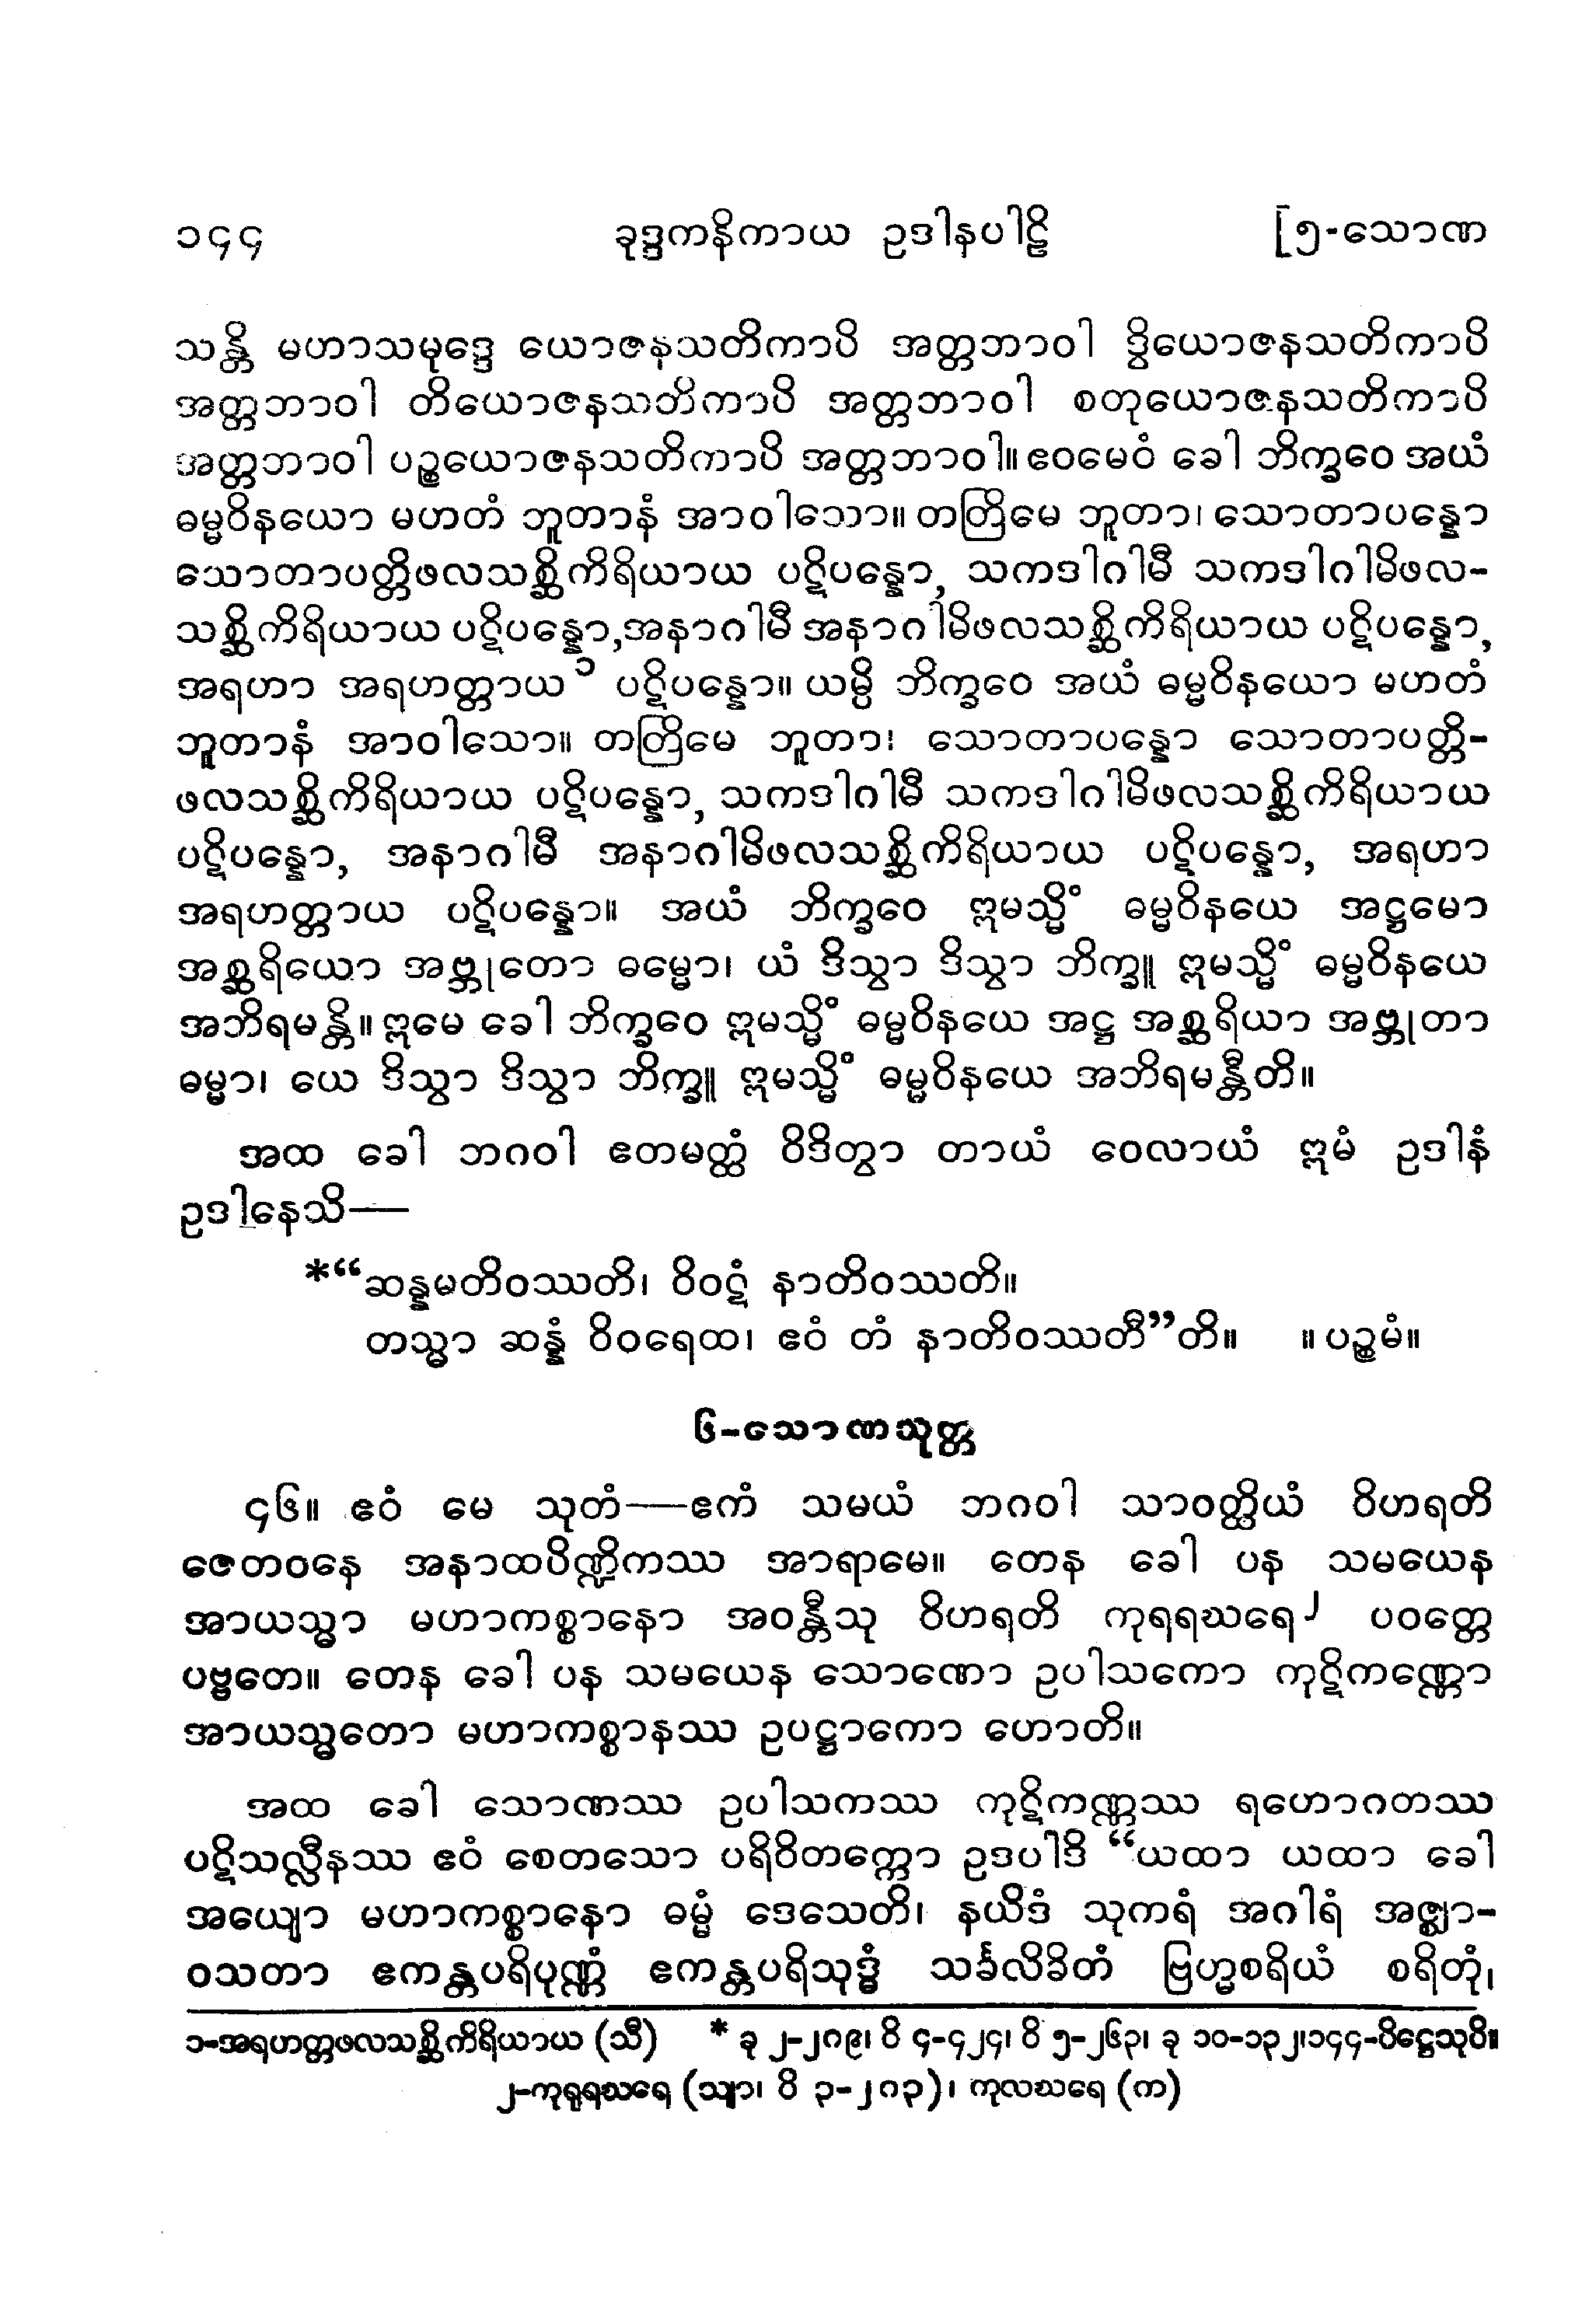 ၁၄၄ ခုဒ္ဒကနိကာယ ဥဒါနပါဠိ [၅-သောဏ
သန္တိ မဟာသမုဒ္ဒေ ယောဇနသတိကာပိ အတ္တဘာဝါ ဒွိယောဇနသတိကာပိ
အတ္တဘာဝါ တိယောဇနသတိကာပိ အတ္တဘာဝါ စတုယောဇနသတိကာပိ
အတ္တဘာဝါ ပဉ္စယောဇနသတိကာပိ အတ္တဘာဝါ။ ဧဝမေဝံ ခေါ ဘိက္ခဝေ အယံ
ဓမ္မဝိနယော မဟတံ ဘူတာနံ အာဝါသော။ တတြိမေ ဘူတာ၊ သောတာပန္နော
သောတာပတ္တိဖလသစ္ဆိကိရိယာယ ပဋိပန္နော, သကဒါဂါမီ သကဒါဂါမိဖလ-
သစ္ဆိကိရိယာယ ပဋိပန္နော,အနာဂါမီ အနာဂါမိဖလသစ္ဆိကိရိယာယ ပဋိပန္နော,
အရဟာ အရဟတ္တာယ၁ ပဋိပန္နော။ ယမ္ပိ ဘိက္ခဝေ အယံ ဓမ္မဝိနယော မဟတံ
ဘူတာနံ အာဝါသော။ တတြိမေ ဘူတာ၊ သောတာပန္နော သောတာပတ္တိ-
ဖလသစ္ဆိကိရိယာယ ပဋိပန္နော, သကဒါဂါမီ သကဒါဂါမိဖလသစ္ဆိကိရိယာယ
ပဋိပန္နော, အနာဂါမီ အနာဂါမိဖလသစ္ဆိကိရိယာယ ပဋိပန္နော, အရဟာ
အရဟတ္တာယ ပဋိပန္နော။ အယံ ဘိက္ခဝေ ဣမသ္မိံ ဓမ္မဝိနယေ အဋ္ဌမော
အစ္ဆရိယော အဗ္ဘုတော ဓမ္မော၊ ယံ ဒိသွာ ဒိသွာ ဘိက္ခူ ဣမသ္မိံ ဓမ္မဝိနယေ
အဘိရမန္တိ။ ဣမေ ခေါ ဘိက္ခဝေ ဣမသ္မိံ ဓမ္မဝိနယေ အဋ္ဌ အစ္ဆရိယာ အဗ္ဘုတာ
ဓမ္မာ၊ ယေ ဒိသွာ ဒိသွာ ဘိက္ခူ ဣမသ္မိံ ဓမ္မဝိနယေ အဘိရမန္တီတိ။
အထ ခေါ ဘဂဝါ ဧတမတ္ထံ ဝိဒိတွာ တာယံ ဝေလာယံ ဣမံ ဥဒါနံ
ဥဒါနေသိ—
*“ဆန္နမတိဝဿတိ၊ ဝိဝဋံ နာတိဝဿတိ။
တသ္မာ ဆန္နံ ဝိဝရေထ၊ ဧဝံ တံ နာတိဝဿတီ”တိ။ ။ ပဉ္စမံ။
၆-သောဏသုတ္တ
၄၆။ ဧဝံ မေ သုတံ—ဧကံ သမယံ ဘဂဝါ သာဝတ္ထိယံ ဝိဟရတိ
ဇေတဝနေ အနာထပိဏ္ဍိကဿ အာရာမေ။ တေန ခေါ ပန သမယေန
အာယသ္မာ မဟာကစ္စာနော အဝန္တီသု ဝိဟရတိ ကုရရဃရေ၂ ပဝတ္တေ
ပဗ္ဗတေ။ တေန ခေါ ပန သမယေန သောဏော ဥပါသကော ကုဋိကဏ္ဏော
အာယသ္မတော မဟာကစ္စာနဿ ဥပဋ္ဌာကော ဟောတိ။
အထ ခေါ သောဏဿ ဥပါသကဿ ကုဋိကဏ္ဏဿ ရဟောဂတဿ
ပဋိသလ္လီနဿ ဧဝံ စေတသော ပရိဝိတက္ကော ဥဒပါဒိ “ယထာ ယထာ ခေါ
အယျော မဟာကစ္စာနော ဓမ္မံ ဒေသေတိ၊ နယိဒံ သုကရံ အဂါရံ အဇ္ဈာ-
ဝသတာ ဧကန္တပရိပုဏ္ဏံ ဧကန္တပရိသုဒ္ဓံ သင်္ခလိခိတံ ဗြဟ္မစရိယံ စရိတုံ၊
၁-အရဟတ္တဖလသစ္ဆိကိရိယာယ (သီ) * ခု ၂-၂၈၉၊ ဝိ ၄-၄၂၄၊ ဝိ ၅-၂၆၃၊ ခု ၁၀-၁၃၂၊၁၄၄-ပိဋ္ဌေသုပိ။
၂-ကုရုရဃရေ (သျာ၊ ဝိ ၃-၂၈၃)၊ ကုလဃရေ (က)